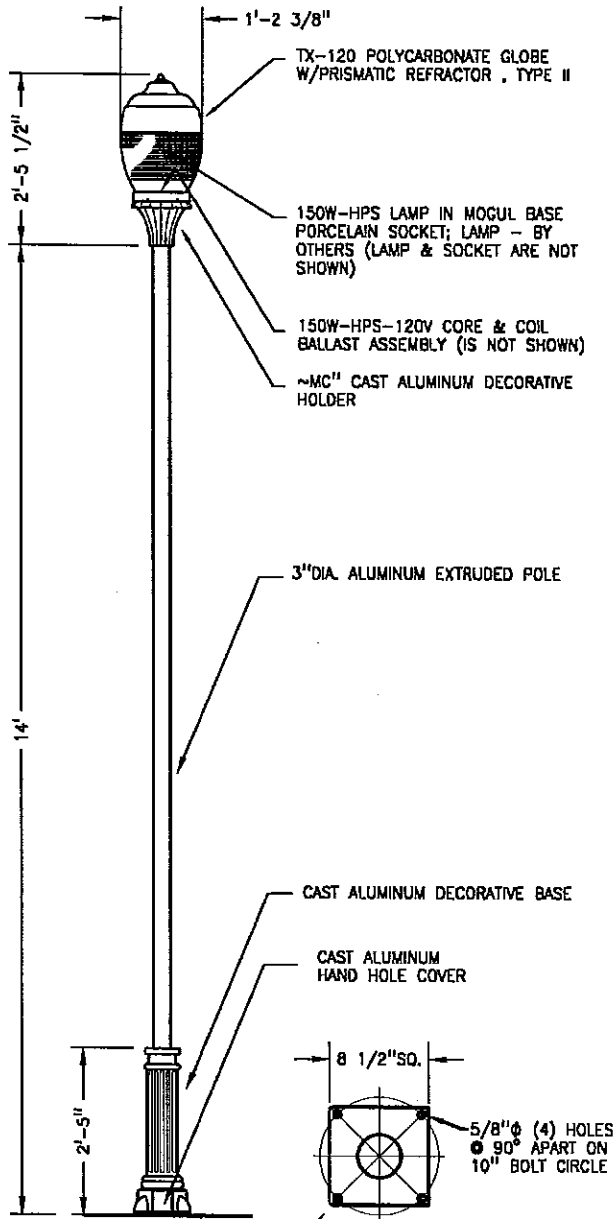 1'-2 3/8"
TX-120 POLYCARBONATE GLOBE
W/PRISMATIC REFRACTOR , TYPE II
2'-5 1/2"
150W-HPS LAMP IN MOGUL BASE
PORCELAIN SOCKET; LAMP - BY
OTHERS (LAMP & SOCKET ARE NOT
SHOWN)
150W-HPS-120V CORE & COIL
BALLAST ASSEMBLY (IS NOT SHOWN)
~MC" CAST ALUMINUM DECORATIVE
HOLDER
3"DIA. ALUMINUM EXTRUDED POLE
14'
CAST ALUMINUM DECORATIVE BASE
CAST ALUMINUM
HAND HOLE COVER
2'-5"
8 1/2"SQ.
5/8"ϕ (4) HOLES
@ 90° APART ON
10" BOLT CIRCLE